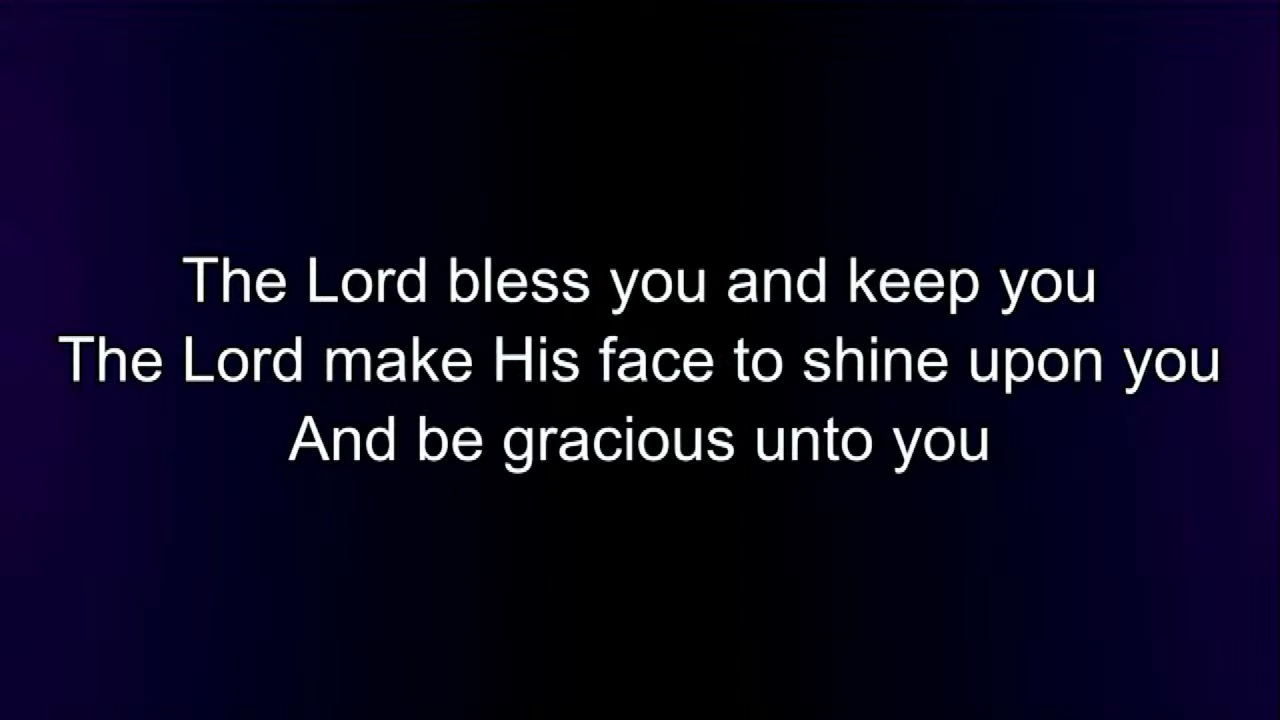 The Lord bless you and keep you
The Lord make His face to shine upon you
And be gracious unto you